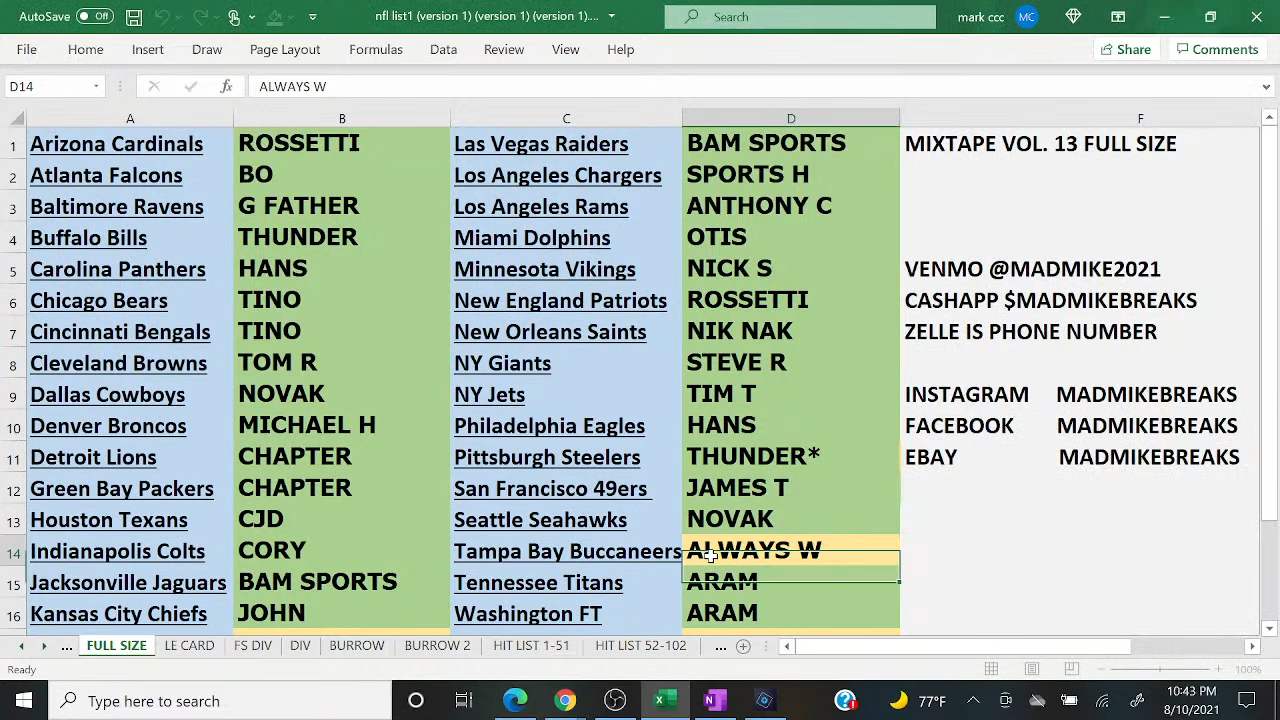 AutoSave Off nfl list1 (version 1) (version 1) (version 1).... Search mark ccc MC
File Home Insert Draw Page Layout Formulas Data Review View Help Share Comments
D14 fx ALWAYS W
A B C D F
1 Arizona Cardinals ROSSETTI Las Vegas Raiders BAM SPORTS MIXTAPE VOL. 13 FULL SIZE
2 Atlanta Falcons BO Los Angeles Chargers SPORTS H
3 Baltimore Ravens G FATHER Los Angeles Rams ANTHONY C
4 Buffalo Bills THUNDER Miami Dolphins OTIS
5 Carolina Panthers HANS Minnesota Vikings NICK S VENMO @MADMIKE2021
6 Chicago Bears TINO New England Patriots ROSSETTI CASHAPP $MADMIKEBREAKS
7 Cincinnati Bengals TINO New Orleans Saints NIK NAK ZELLE IS PHONE NUMBER
8 Cleveland Browns TOM R NY Giants STEVE R
9 Dallas Cowboys NOVAK NY Jets TIM T INSTAGRAM MADMIKEBREAKS
10 Denver Broncos MICHAEL H Philadelphia Eagles HANS FACEBOOK MADMIKEBREAKS
11 Detroit Lions CHAPTER Pittsburgh Steelers THUNDER* EBAY MADMIKEBREAKS
12 Green Bay Packers CHAPTER San Francisco 49ers JAMES T
13 Houston Texans CJD Seattle Seahawks NOVAK
14 Indianapolis Colts CORY Tampa Bay Buccaneers ALWAYS W
15 Jacksonville Jaguars BAM SPORTS Tennessee Titans ARAM
16 Kansas City Chiefs JOHN Washington FT ARAM
... FULL SIZE LE CARD FS DIV DIV BURROW BURROW 2 HIT LIST 1-51 HIT LIST 52-102 ...
Ready 100%
Type here to search 77°F 10:43 PM
8/10/2021